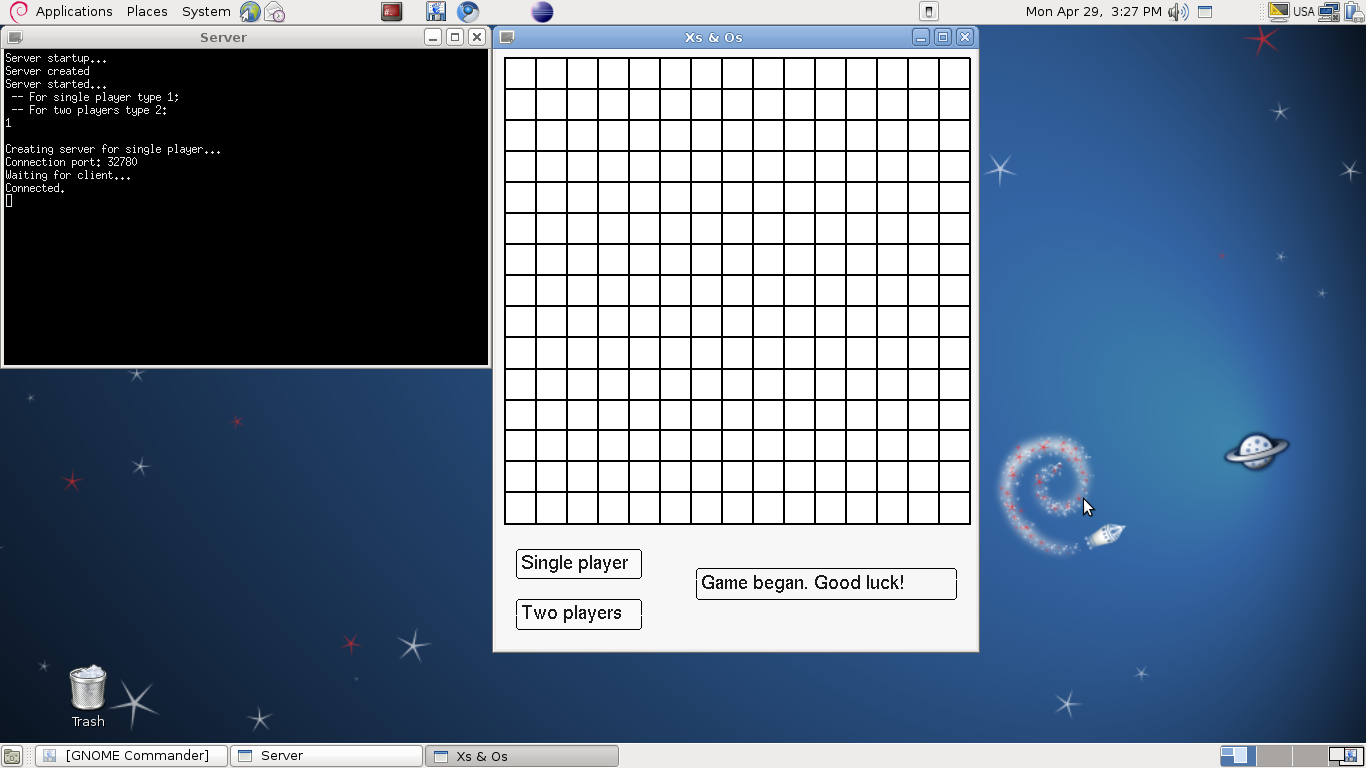 Applications Places System
Mon Apr 29, 3:27 PM
USA
Server
Server startup...
Server created
Server started...
-- For single player type 1;
-- For two players type 2:
1
Creating server for single player...
Connection port: 32780
Waiting for client...
Connected.
Xs & Os
Single player
Two players
Game began. Good luck!
Trash
[GNOME Commander]
Server
Xs & Os